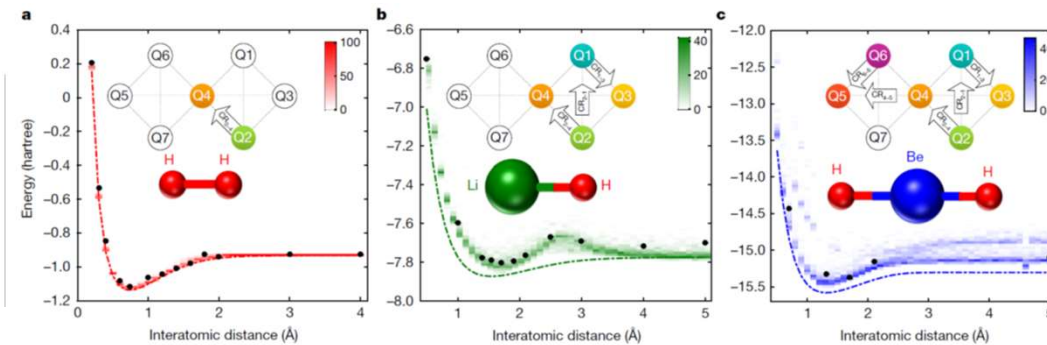 a
Energy (hartree)
0.4
0.2
0
−0.2
−0.4
−0.6
−0.8
−1.0
−1.2
0 1 2 3 4
Interatomic distance (Å)
Q6 Q1
Q5 Q4 Q3
CR2-4
Q7 Q2
100
50
0
H H
b
−6.6
−6.8
−7.0
−7.2
−7.4
−7.6
−7.8
−8.0
1 2 3 4 5
Interatomic distance (Å)
Q6 Q1
Q5 Q4 Q3
Q7 Q2
40
20
0
Li H
c
−12.0
−12.5
−13.0
−13.5
−14.0
−14.5
−15.0
−15.5
1 2 3 4
Interatomic distance (Å)
Q6 Q1
Q5 Q4 Q3
Q7 Q2
0
H Be H